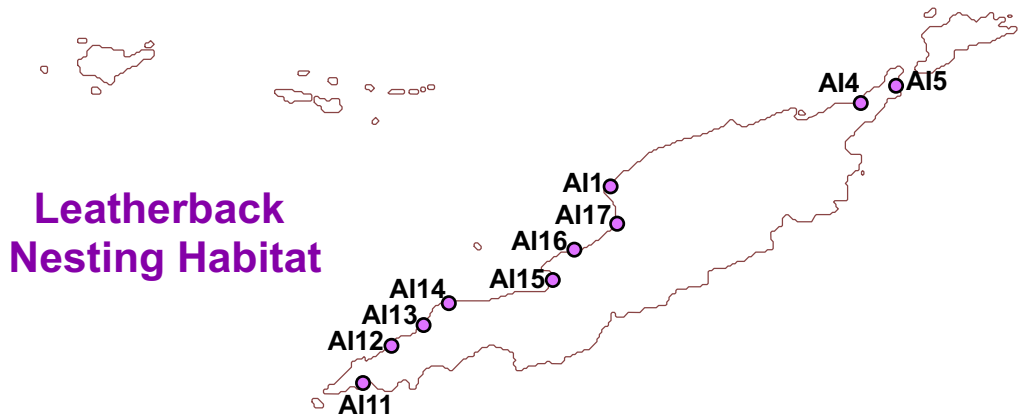 AI4
AI5
AI1
Leatherback
Nesting Habitat
AI17
AI16
AI15
AI14
AI13
AI12
AI11